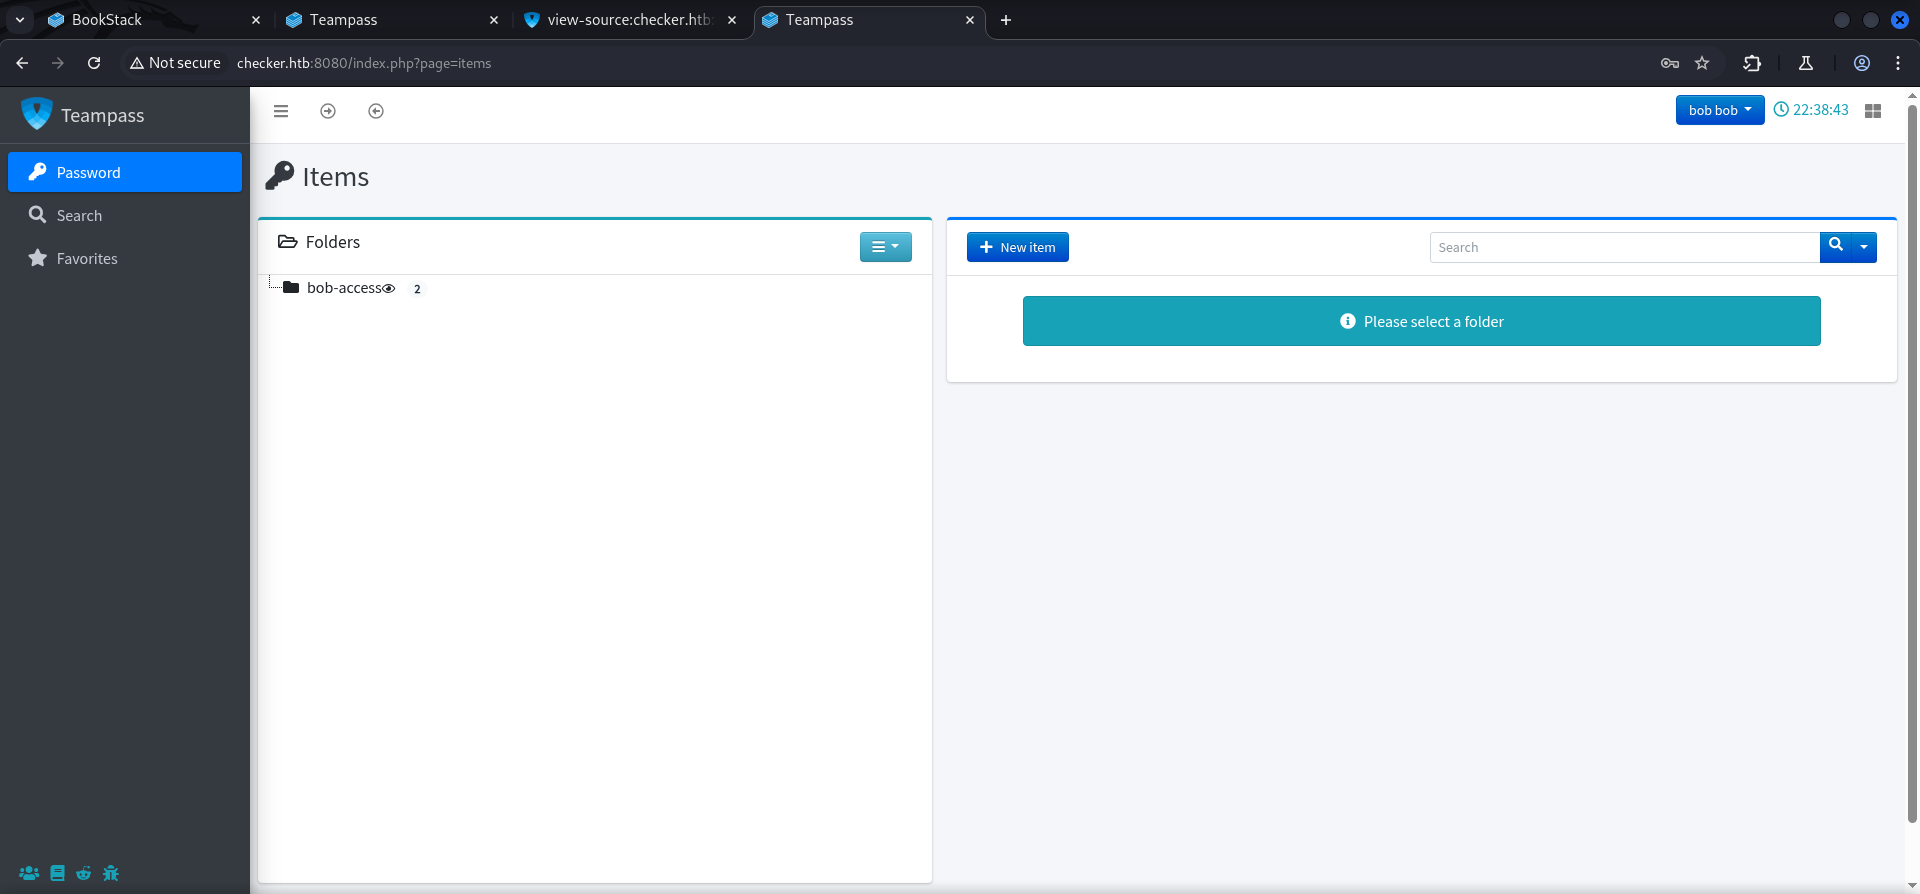 BookStack
Teampass
view-source:checker.htb:
Teampass
Not secure
checker.htb:8080/index.php?page=items
Teampass
bob bob
22:38:43
Password
Search
Favorites
Items
Folders
bob-access 2
New item
Search
Please select a folder